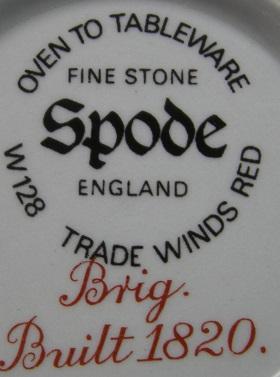 OVEN TO TABLEWARE
FINE STONE
Spode
ENGLAND
W128
TRADE WINDS RED
Brig.
Built 1820.